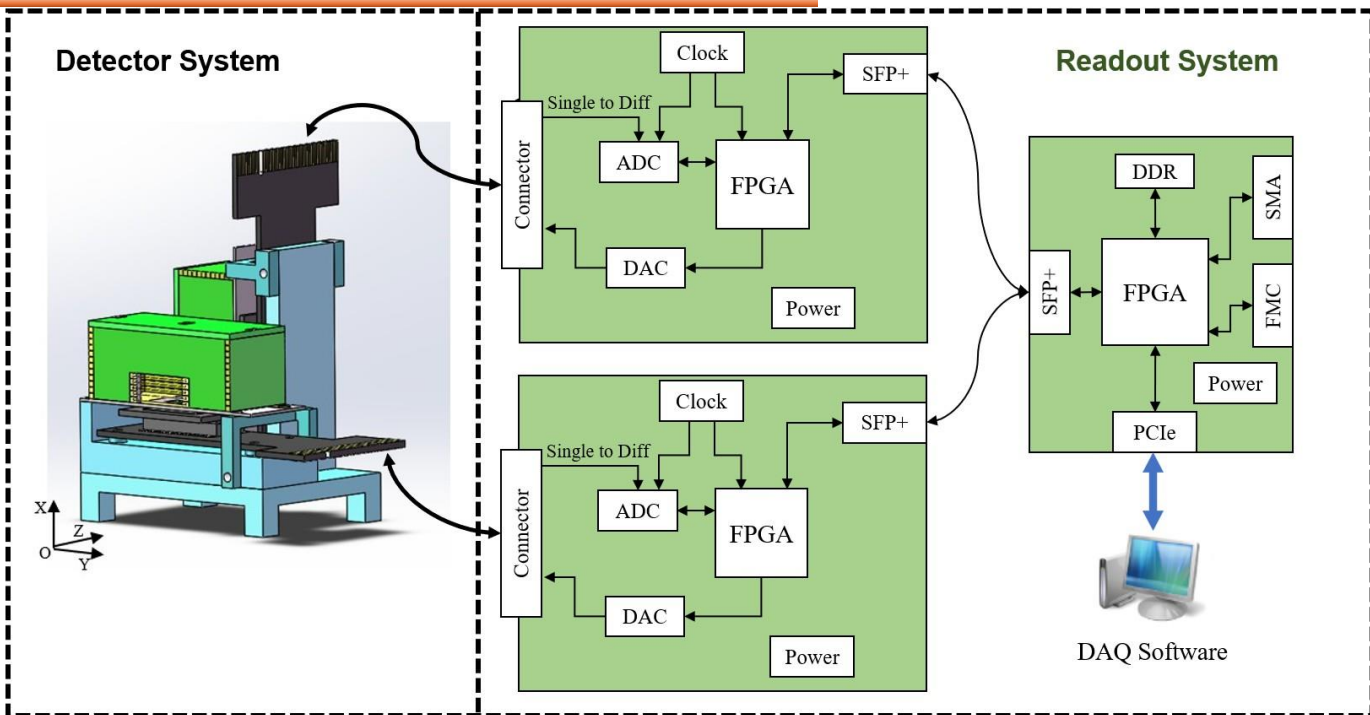 Detector System
X
Z
O
Y
Clock
SFP+
Single to Diff
Connector
ADC
FPGA
DAC
Power
Clock
SFP+
Single to Diff
Connector
ADC
FPGA
DAC
Power
Readout System
DDR
SMA
SFP+
FPGA
FMC
Power
PCIe
DAQ Software